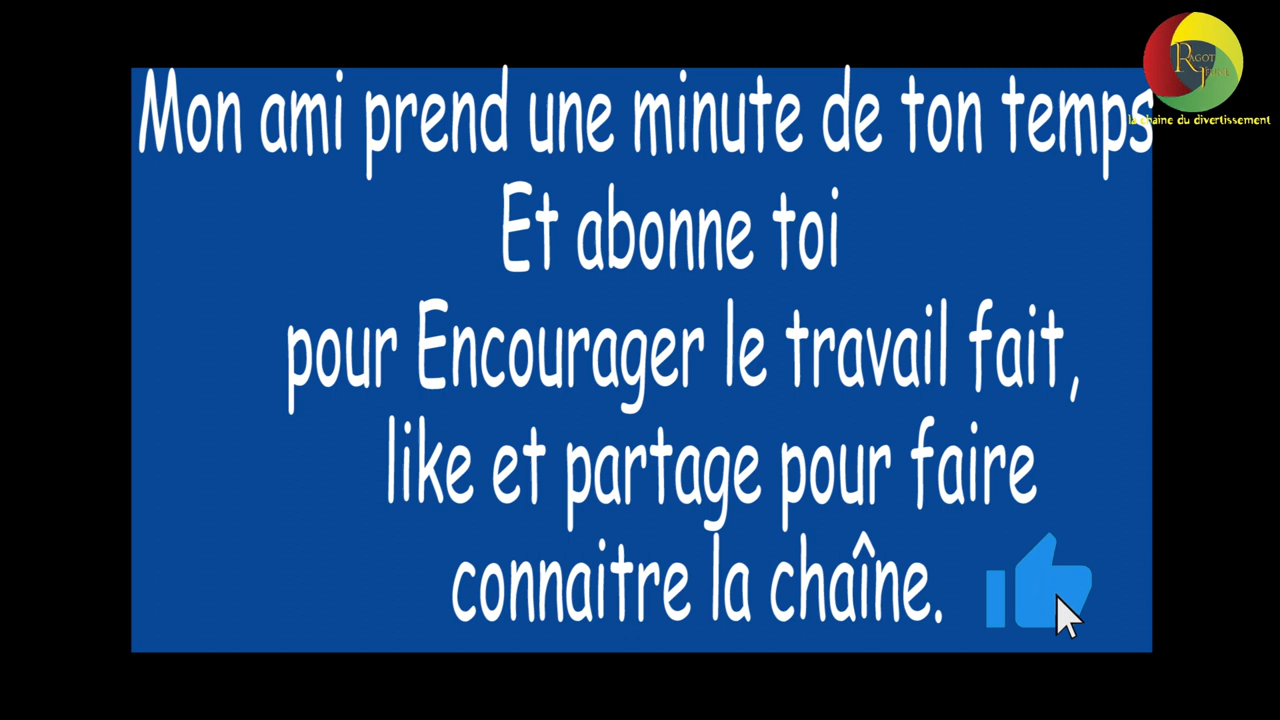 Mon ami prend une minute de ton temps
Et abonne toi
pour Encourager le travail fait,
like et partage pour faire
connaitre la chaîne.
RAGOT
la chaine du divertissement